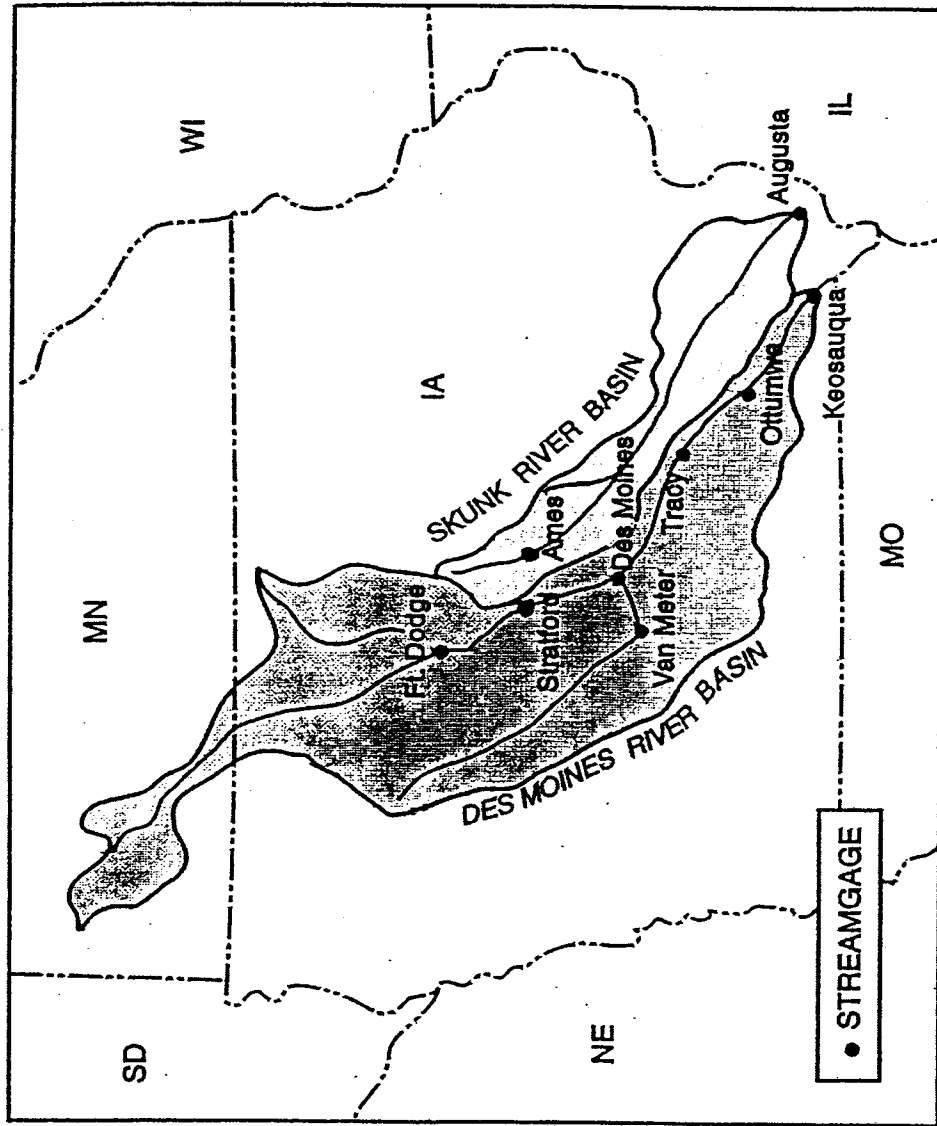 WI
MN
SD
IA
SKUNK RIVER BASIN
Ft. Dodge
Ames
Stratford
Des Moines
Van Meter
Tracy
Ottumwa
Augusta
Keosauqua
DES MOINES RIVER BASIN
NE
IL
MO
STREAMGAGE